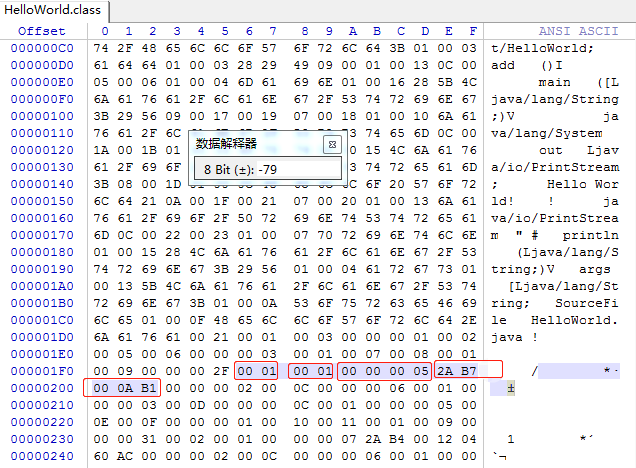 HelloWorld.class
Offset 0 1 2 3 4 5 6 7 8 9 A B C D E F ANSI ASCII
000000C0 74 2F 48 65 6C 6C 6F 57 6F 72 6C 64 3B 01 00 03 t/HelloWorld;
000000D0 61 64 64 01 00 03 28 29 49 09 00 01 00 13 0C 00 add ()I
000000E0 05 00 06 01 00 04 6D 61 69 6E 01 00 16 28 5B 4C main ([L
000000F0 6A 61 76 61 2F 6C 61 6E 67 2F 53 74 72 69 6E 67 java/lang/String
00000100 3B 29 56 09 00 17 00 19 07 00 18 01 00 10 6A 61 ;)V ja
00000110 76 61 2F 6C 74 65 6D 0C 00 va/lang/System
00000120 1A 00 1B 01 00 15 4C 6A 61 76 out Ljav
00000130 61 2F 69 6F 74 72 65 61 6D a/io/PrintStream
00000140 3B 08 00 1D 6F 20 57 6F 72 ; Hello Wor
00000150 6C 64 21 0A 00 1F 00 21 07 00 20 01 00 13 6A 61 ld! ! ja
00000160 76 61 2F 69 6F 2F 50 72 69 6E 74 53 74 72 65 61 va/io/PrintStrea
00000170 6D 0C 00 22 00 23 01 00 07 70 72 69 6E 74 6C 6E m " # println
00000180 01 00 15 28 4C 6A 61 76 61 2F 6C 61 6E 67 2F 53 (Ljava/lang/S
00000190 74 72 69 6E 67 3B 29 56 01 00 04 61 72 67 73 01 tring;)V args
000001A0 00 13 5B 4C 6A 61 76 61 2F 6C 61 6E 67 2F 53 74 [Ljava/lang/St
000001B0 72 69 6E 67 3B 01 00 0A 53 6F 75 72 63 65 46 69 ring; SourceFi
000001C0 6C 65 01 00 0F 48 65 6C 6C 6F 57 6F 72 6C 64 2E le HelloWorld.
000001D0 6A 61 76 61 00 21 00 01 00 03 00 00 00 01 00 02 java !
000001E0 00 05 00 06 00 00 00 03 00 01 00 07 00 08 00 01
000001F0 00 09 00 00 00 2F 00 01 00 01 00 00 00 05 2A B7 / *·
00000200 00 0A B1 00 00 00 02 00 0C 00 00 00 06 00 01 00 ±
00000210 00 00 03 00 0D 00 00 00 0C 00 01 00 00 00 05 00
00000220 0E 00 0F 00 00 00 01 00 10 00 11 00 01 00 09 00
00000230 00 00 31 00 02 00 01 00 00 00 07 2A B4 00 12 04 1 *´
00000240 60 AC 00 00 00 02 00 0C 00 00 00 06 00 01 00 00 `¬
数据解释器
8 Bit (±): -79